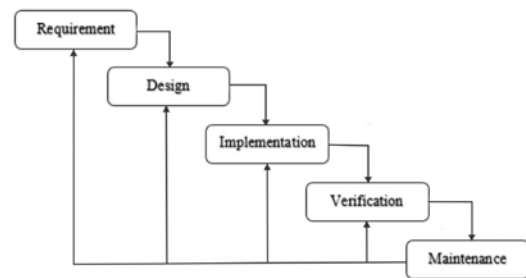 Requirement
Design
Implementation
Verification
Maintenance